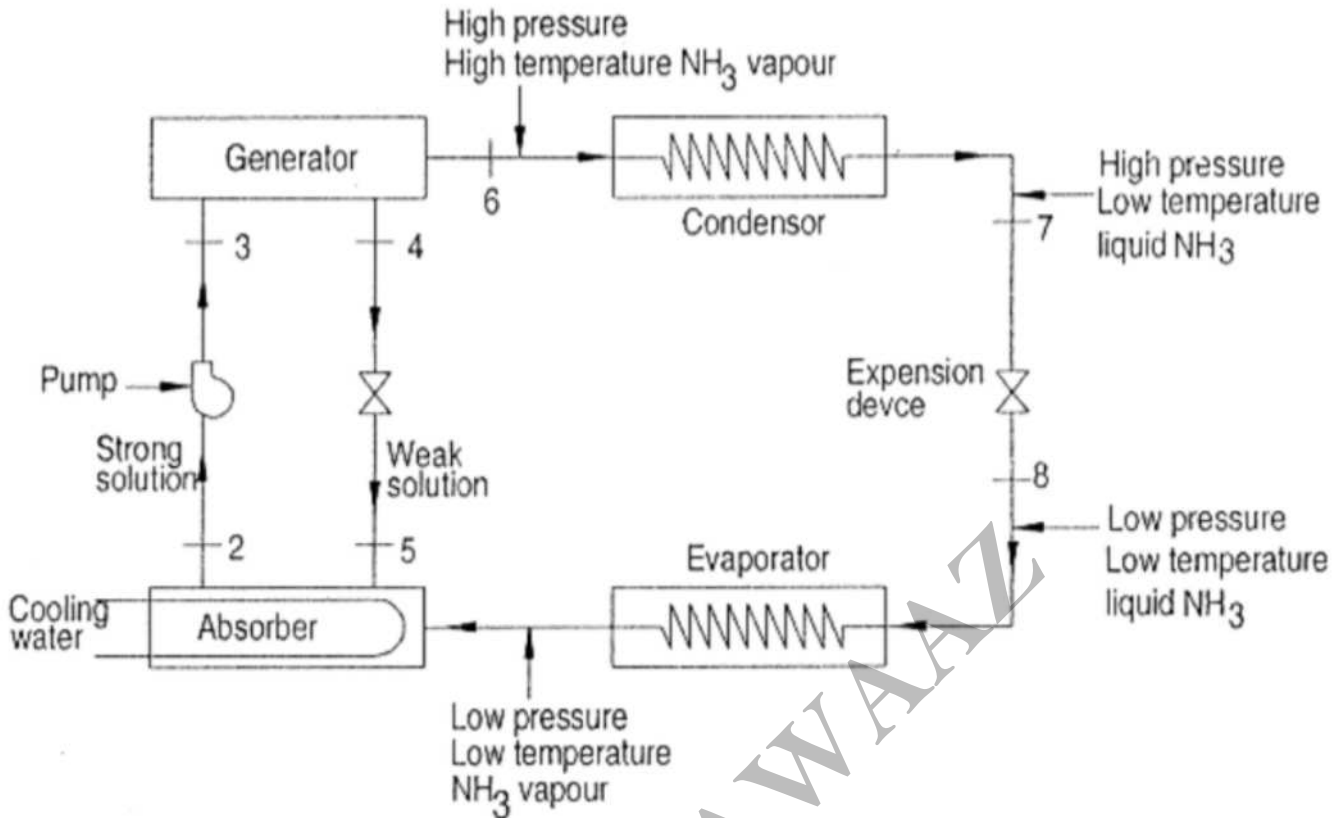 High pressure
High temperature NH3 vapour
Generator
6
Condensor
High pressure
Low temperature
liquid NH3
7
3
4
Pump
Expension
devce
Strong
solution
Weak
solution
8
2
5
Evaporator
Low pressure
Low temperature
liquid NH3
Cooling
water
Absorber
Low pressure
Low temperature
NH3 vapour